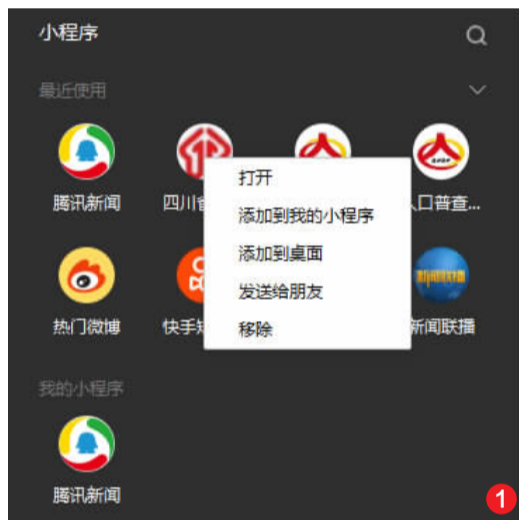 小程序
最近使用
腾讯新闻
四川省
口普查...
打开
添加到我的小程序
添加到桌面
发送给朋友
移除
热门微博
快手
新闻联播
我的小程序
腾讯新闻
1